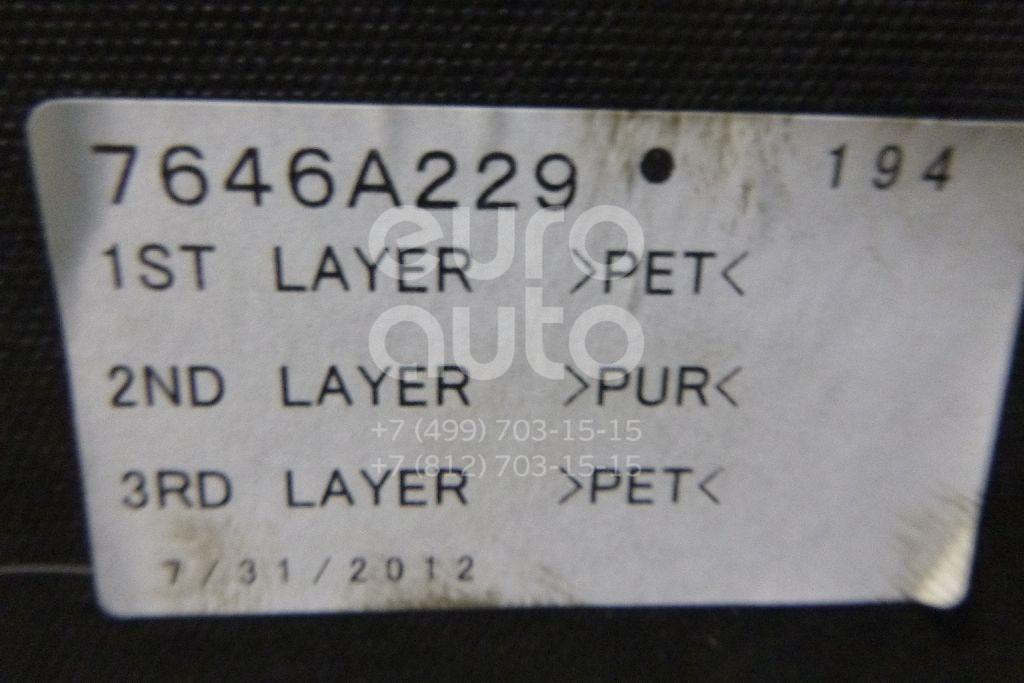 7646A229 • 194
1ST LAYER >PET<
euro
auto
2ND LAYER >PUR<
+7 (499) 703-15-15
+7 (812) 703-15-15
3RD LAYER >PET<
7/31/2012